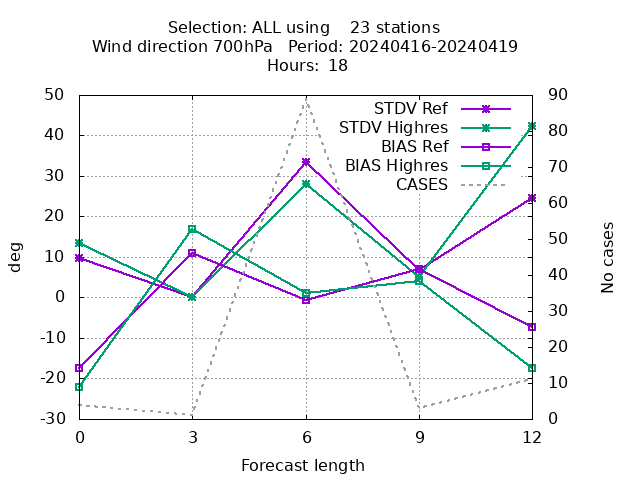 Selection: ALL using    23 stations
Wind direction 700hPa   Period: 20240416-20240419
Hours: 18
50
40
30
20
10
0
-10
-20
-30
90
80
70
60
50
40
30
20
10
0
STDV Ref
STDV Highres
BIAS Ref
BIAS Highres
CASES
deg
No cases
0 3 6 9 12
Forecast length